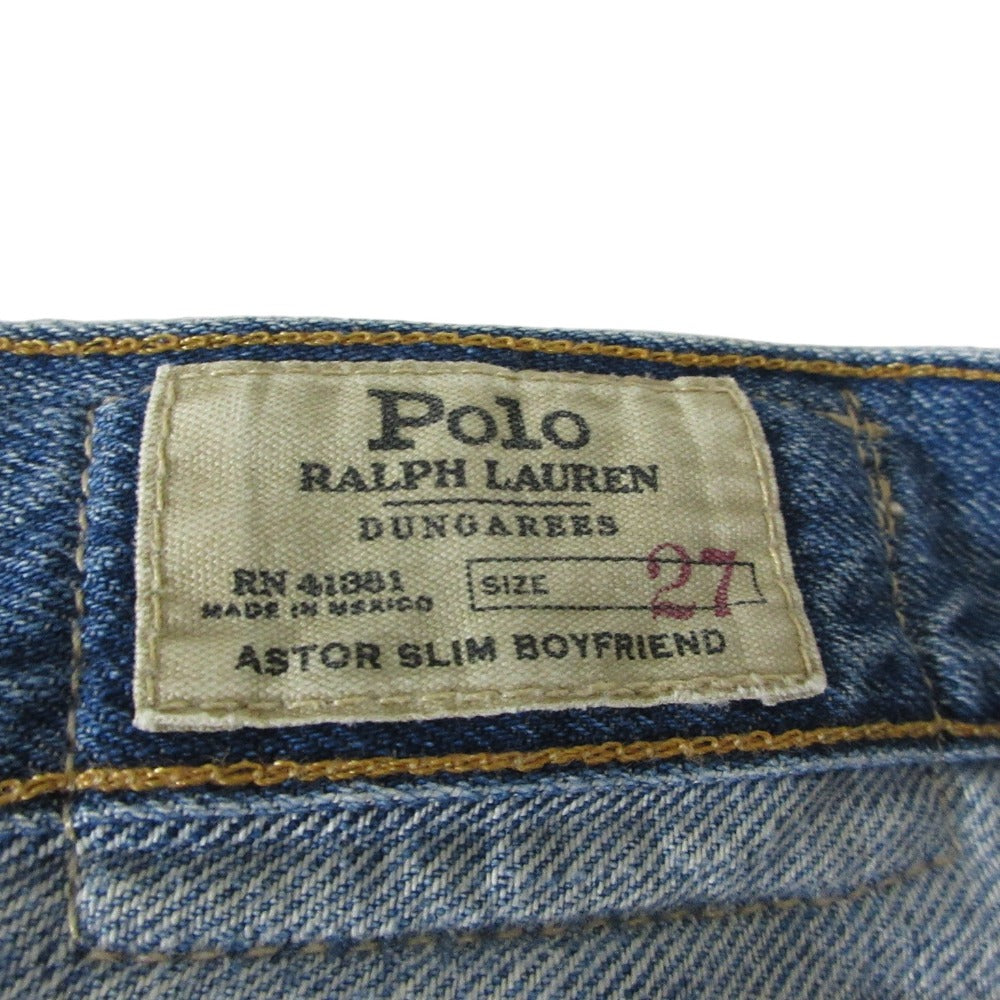 Polo
RALPH LAUREN
DUNGAREES
RN 41381 SIZE 27
MADE IN MEXICO
ASTOR SLIM BOYFRIEND